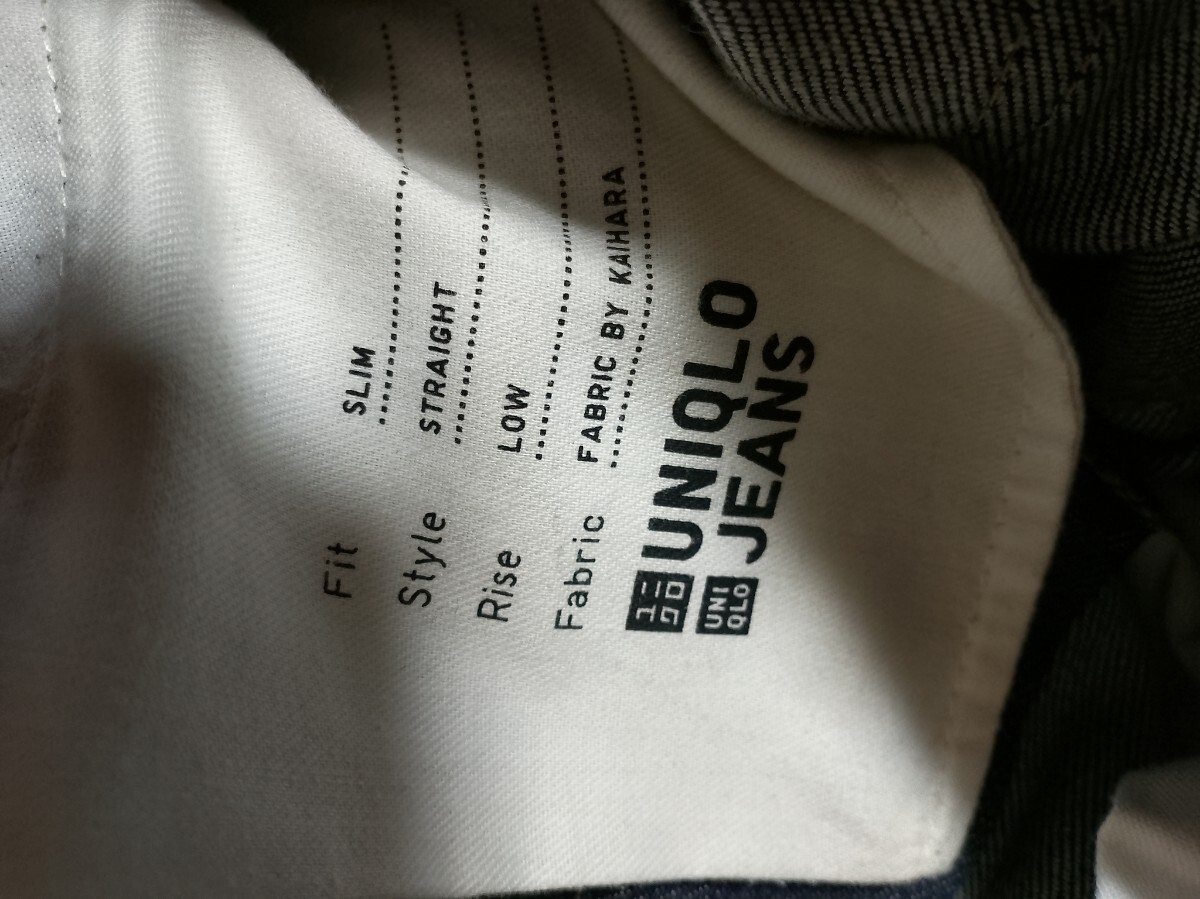 Fit SLIM
Style STRAIGHT
Rise LOW
Fabric FABRIC BY KAIHARA
ユニクロ UNIQLO
UNIQLO JEANS